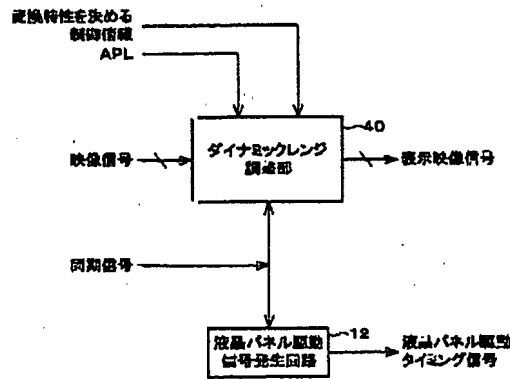 変換特性を決める
制御信号
APL
40
映像信号
ダイナミックレンジ
調整部
表示映像信号
同期信号
12
液晶パネル駆動
信号発生回路
液晶パネル駆動
タイミング信号